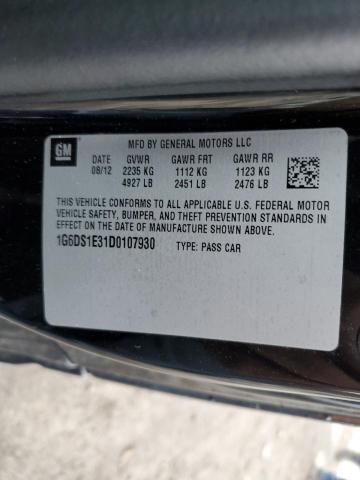 GM
MFD BY GENERAL MOTORS LLC
DATE GVWR GAWR FRT GAWR RR
08/12 2235 KG 1112 KG 1123 KG
4927 LB 2451 LB 2476 LB
THIS VEHICLE CONFORMS TO ALL APPLICABLE U.S. FEDERAL MOTOR
VEHICLE SAFETY, BUMPER, AND THEFT PREVENTION STANDARDS IN
EFFECT ON THE DATE OF MANUFACTURE SHOWN ABOVE.
1G6DS1E31D0107930 TYPE: PASS CAR